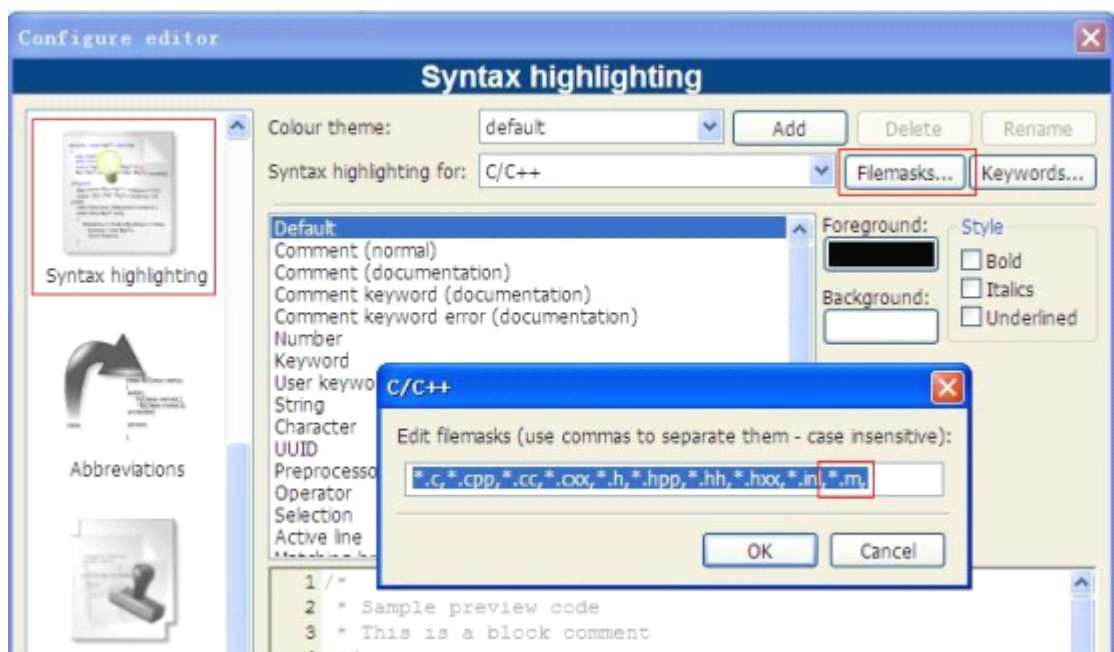 Configure editor
Syntax highlighting
Colour theme: default Add Delete Rename
Syntax highlighting for: C/C++ Filemasks... Keywords...
Syntax highlighting
Abbreviations
Default
Comment (normal)
Comment (documentation)
Comment keyword (documentation)
Comment keyword error (documentation)
Number
Keyword
User keywo
String
Character
UUID
Preprocesso
Operator
Selection
Active line
Foreground:
Background:
Style
Bold
Italics
Underlined
C/C++
Edit filemasks (use commas to separate them - case insensitive):
*.c,*.cpp,*.cc,*.cxx,*.h,*.hpp,*.hh,*.hxx,*.inl,*.m,
OK Cancel
1 /*
2 * Sample preview code
3 * This is a block comment